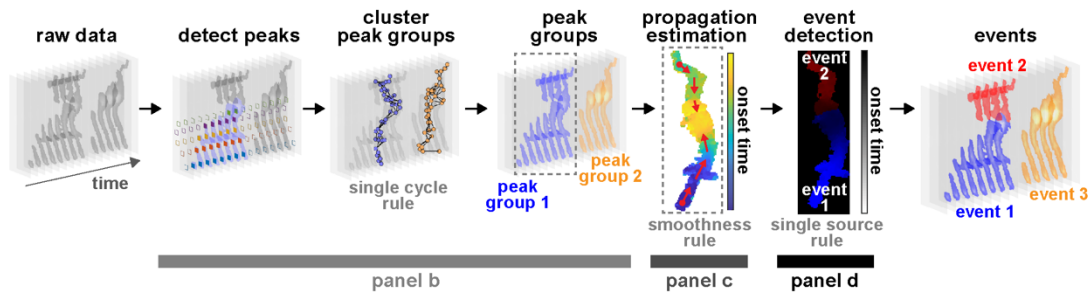 raw data
detect peaks
cluster
peak groups
peak
groups
propagation
estimation
event
detection
events
time
single cycle
rule
peak
group 1
peak
group 2
onset time
smoothness
rule
event
2
event
1
onset time
single source
rule
event 2
event 1
event 3
panel b
panel c
panel d